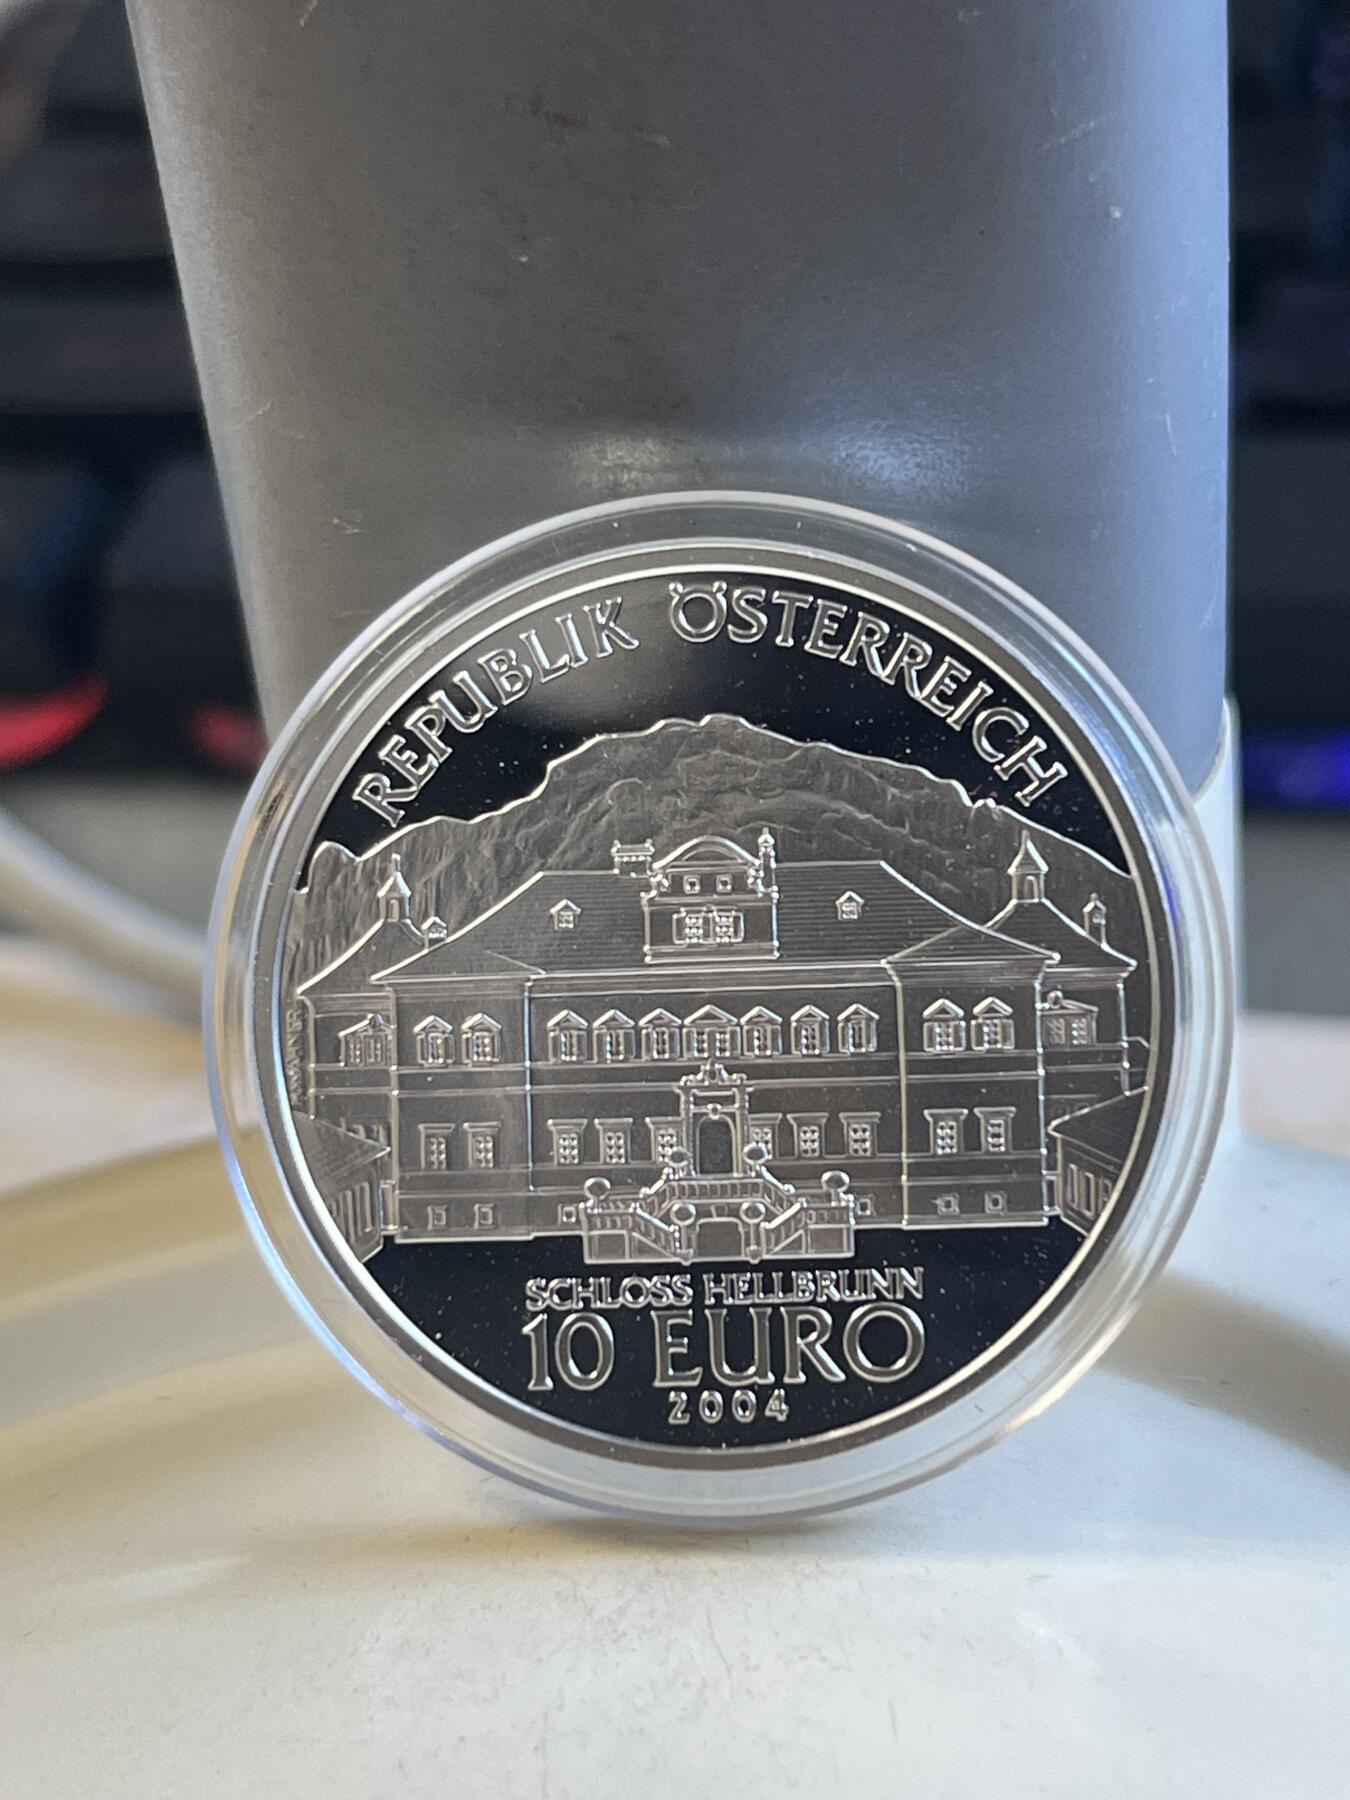 REPUBLIK ÖSTERREICH
SCHLOSS HELLBRUNN
10 EURO
2004